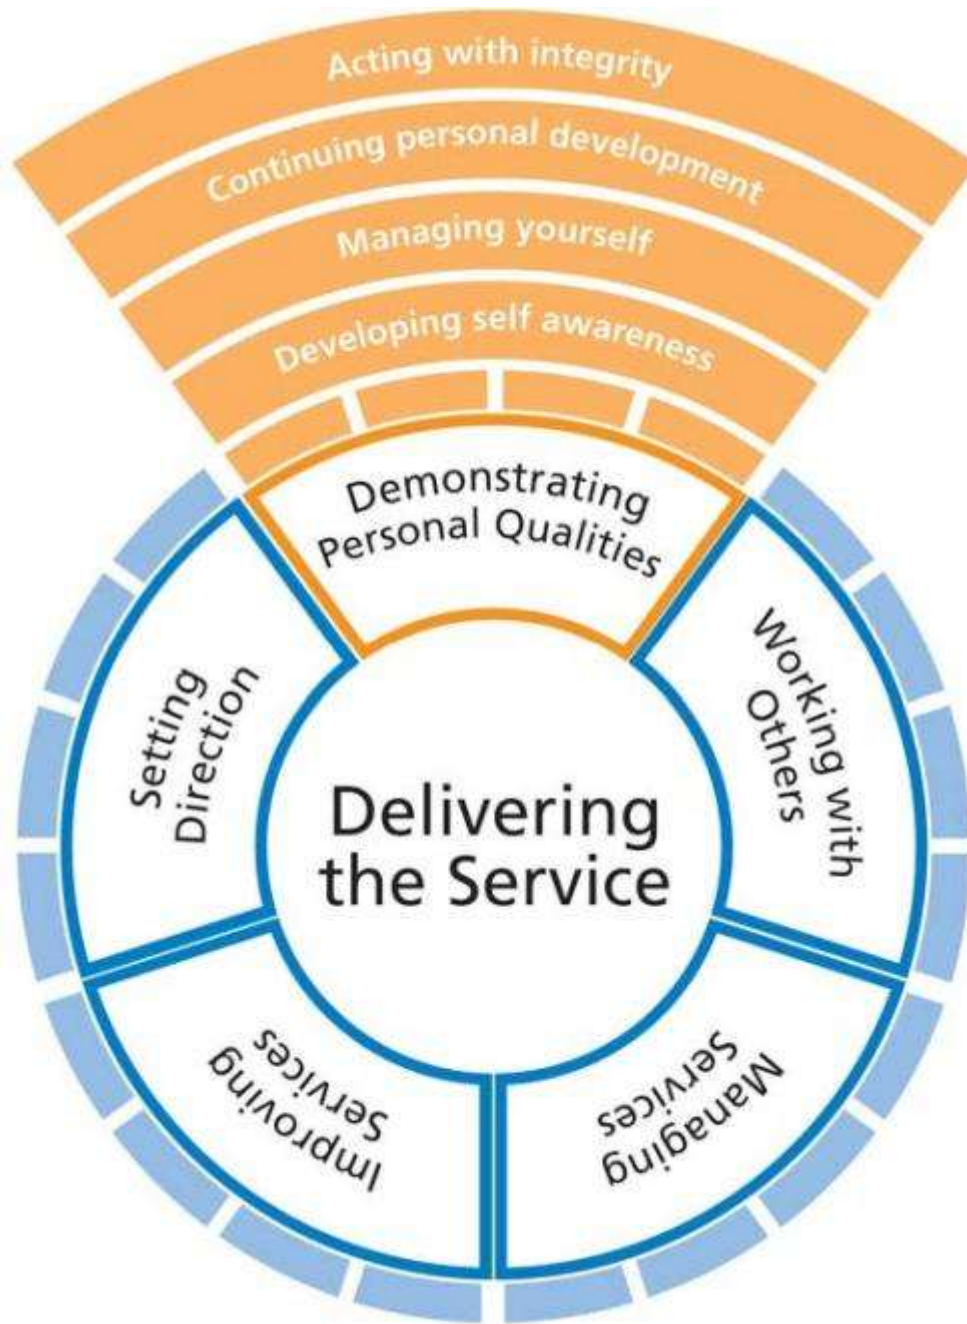 Acting with integrity
Continuing personal development
Managing yourself
Developing self awareness
Demonstrating
Personal Qualities
Working with
Others
Managing
Services
Improving
Services
Setting
Direction
Delivering
the Service